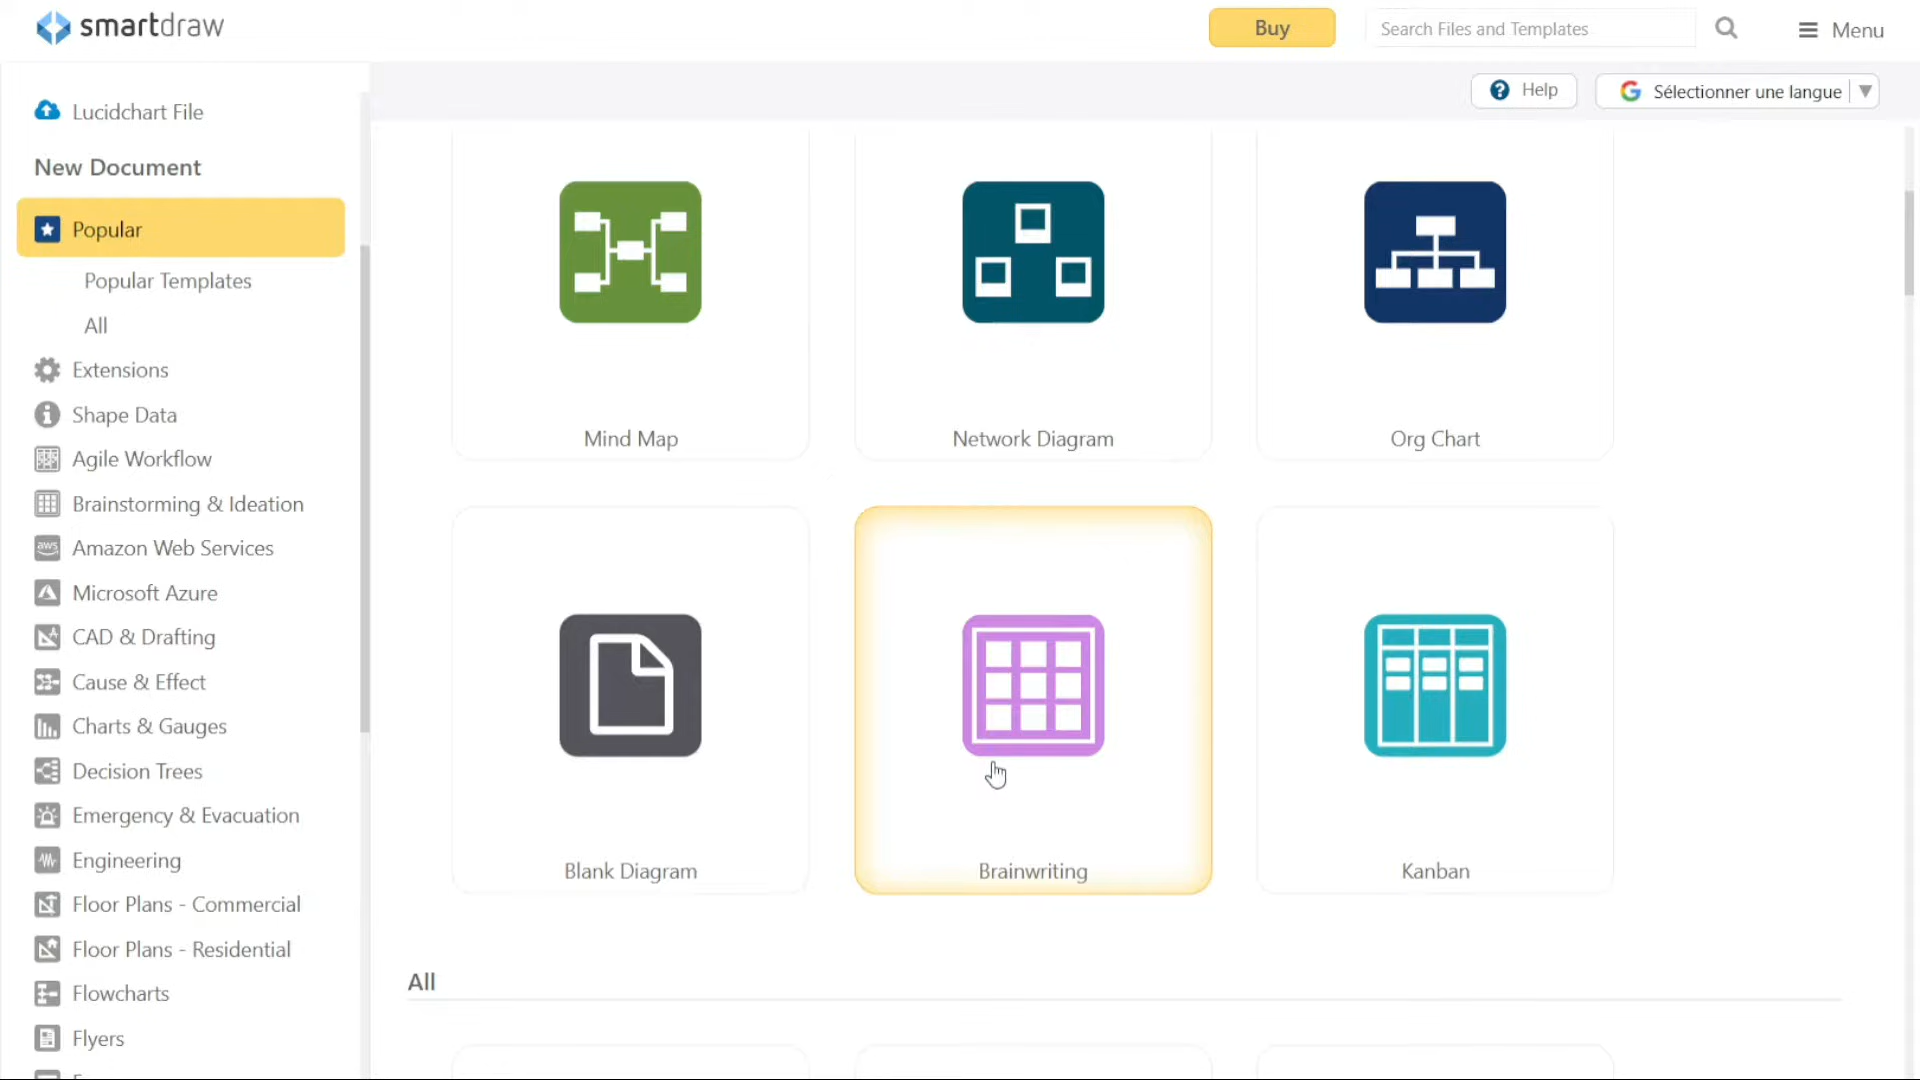 smartdraw
Buy
Search Files and Templates
Menu
Help
Sélectionner une langue
Lucidchart File
New Document
Popular
Popular Templates
All
Extensions
Shape Data
Agile Workflow
Brainstorming & Ideation
aws
Amazon Web Services
Microsoft Azure
CAD & Drafting
Cause & Effect
Charts & Gauges
Decision Trees
Emergency & Evacuation
Engineering
Floor Plans - Commercial
Floor Plans - Residential
Flowcharts
Flyers
Mind Map
Network Diagram
Org Chart
Blank Diagram
Brainwriting
Kanban
All